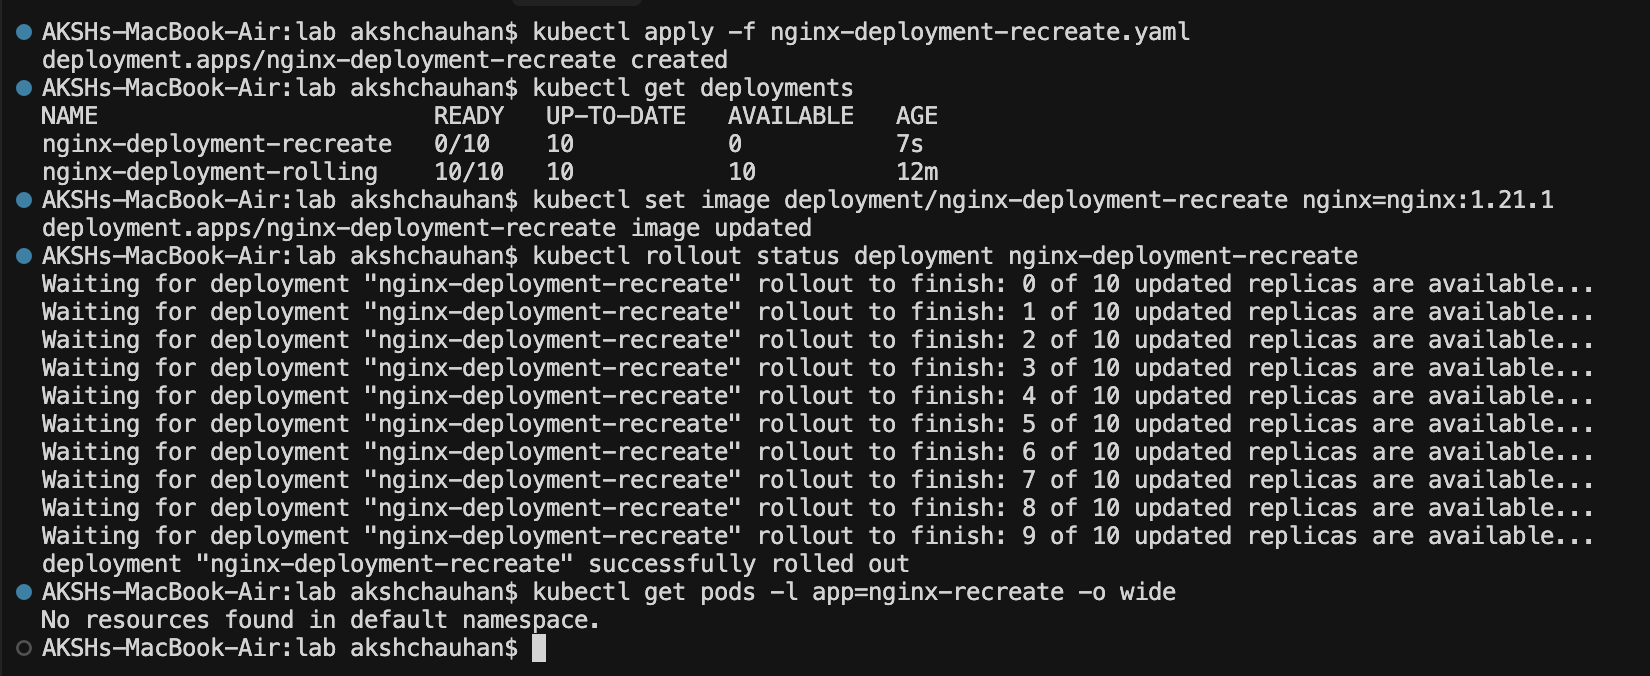 AKSHs-MacBook-Air:lab akshchauhan$ kubectl apply -f nginx-deployment-recreate.yaml
deployment.apps/nginx-deployment-recreate created
AKSHs-MacBook-Air:lab akshchauhan$ kubectl get deployments
NAME                        READY   UP-TO-DATE   AVAILABLE   AGE
nginx-deployment-recreate   0/10    10           0           7s
nginx-deployment-rolling    10/10   10           10          12m
AKSHs-MacBook-Air:lab akshchauhan$ kubectl set image deployment/nginx-deployment-recreate nginx=nginx:1.21.1
deployment.apps/nginx-deployment-recreate image updated
AKSHs-MacBook-Air:lab akshchauhan$ kubectl rollout status deployment nginx-deployment-recreate
Waiting for deployment "nginx-deployment-recreate" rollout to finish: 0 of 10 updated replicas are available...
Waiting for deployment "nginx-deployment-recreate" rollout to finish: 1 of 10 updated replicas are available...
Waiting for deployment "nginx-deployment-recreate" rollout to finish: 2 of 10 updated replicas are available...
Waiting for deployment "nginx-deployment-recreate" rollout to finish: 3 of 10 updated replicas are available...
Waiting for deployment "nginx-deployment-recreate" rollout to finish: 4 of 10 updated replicas are available...
Waiting for deployment "nginx-deployment-recreate" rollout to finish: 5 of 10 updated replicas are available...
Waiting for deployment "nginx-deployment-recreate" rollout to finish: 6 of 10 updated replicas are available...
Waiting for deployment "nginx-deployment-recreate" rollout to finish: 7 of 10 updated replicas are available...
Waiting for deployment "nginx-deployment-recreate" rollout to finish: 8 of 10 updated replicas are available...
Waiting for deployment "nginx-deployment-recreate" rollout to finish: 9 of 10 updated replicas are available...
deployment "nginx-deployment-recreate" successfully rolled out
AKSHs-MacBook-Air:lab akshchauhan$ kubectl get pods -l app=nginx-recreate -o wide
No resources found in default namespace.
AKSHs-MacBook-Air:lab akshchauhan$